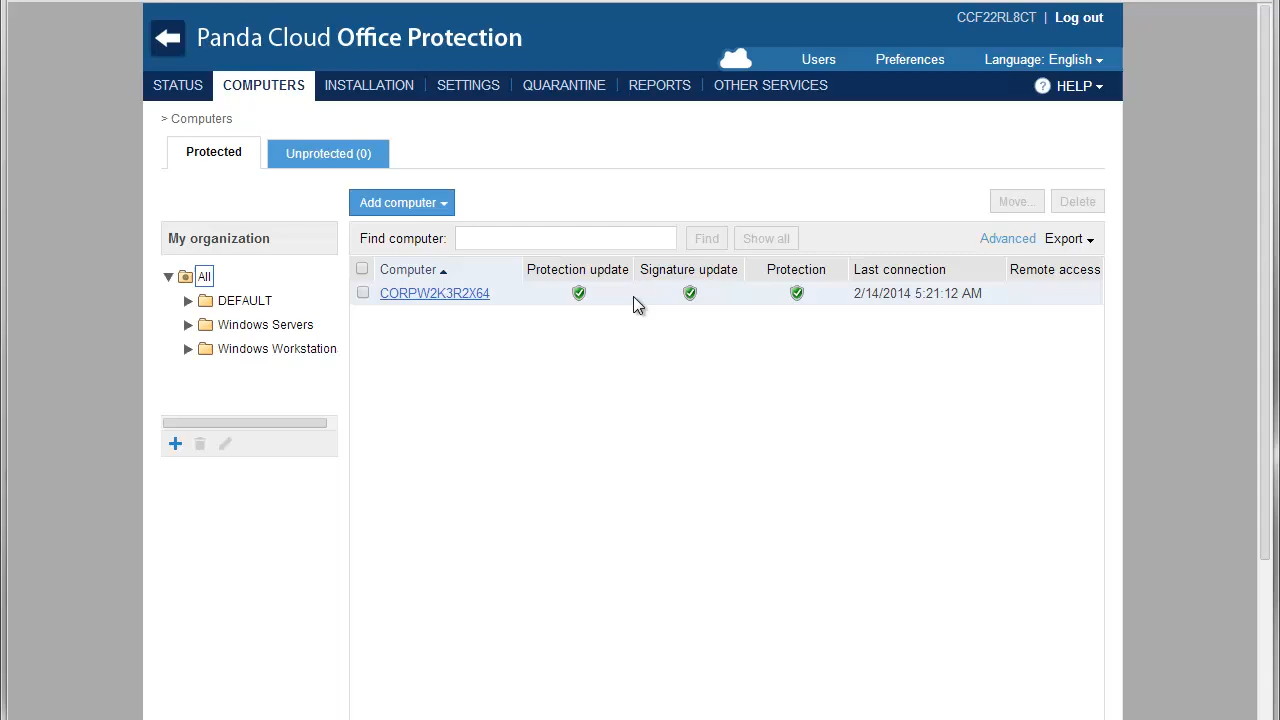 CCF22RL8CT | Log out
Panda Cloud Office Protection
Users Preferences Language: English
STATUS COMPUTERS INSTALLATION SETTINGS QUARANTINE REPORTS OTHER SERVICES ? HELP
> Computers
Protected Unprotected (0)
Add computer Move... Delete
My organization Find computer: Find Show all Advanced Export
Computer Protection update Signature update Protection Last connection Remote access
All
CORPW2K3R2X64 2/14/2014 5:21:12 AM
DEFAULT
Windows Servers
Windows Workstation